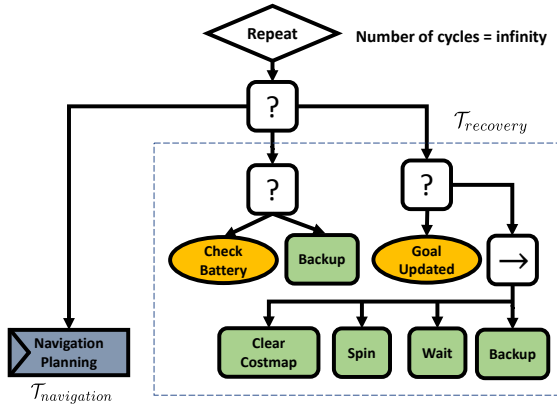 Repeat
Number of cycles = infinity
?
𝒯recovery
?
?
Check
Battery
Backup
Goal
Updated
→
Navigation
Planning
Clear
Costmap
Spin
Wait
Backup
𝒯navigation